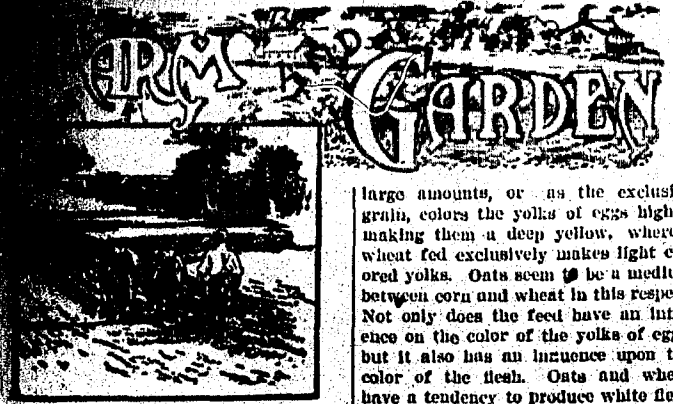 ARM AND GARDEN
large amounts, or as the exclusi
grain, colors the yolks of eggs high
making them a deep yellow, where
wheat fed exclusively makes light c
ored yolks. Oats seem to be a mediu
between corn and wheat in this respe
Not only does the feed have an inf
ence on the color of the yolks of eg
but it also has an influence upon t
color of the flesh. Oats and whe
have a tendency to produce white fle